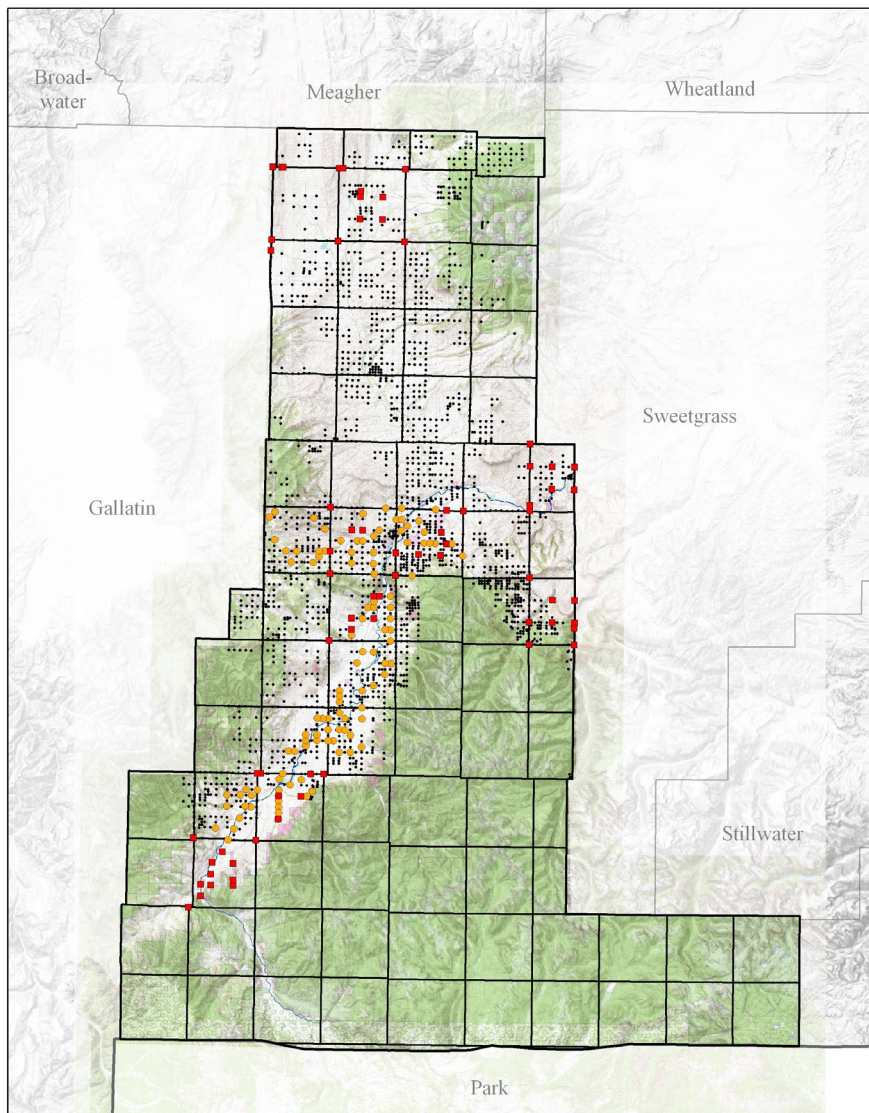 Broad-
water
Meagher
Wheatland
Sweetgrass
Gallatin
Stillwater
Park